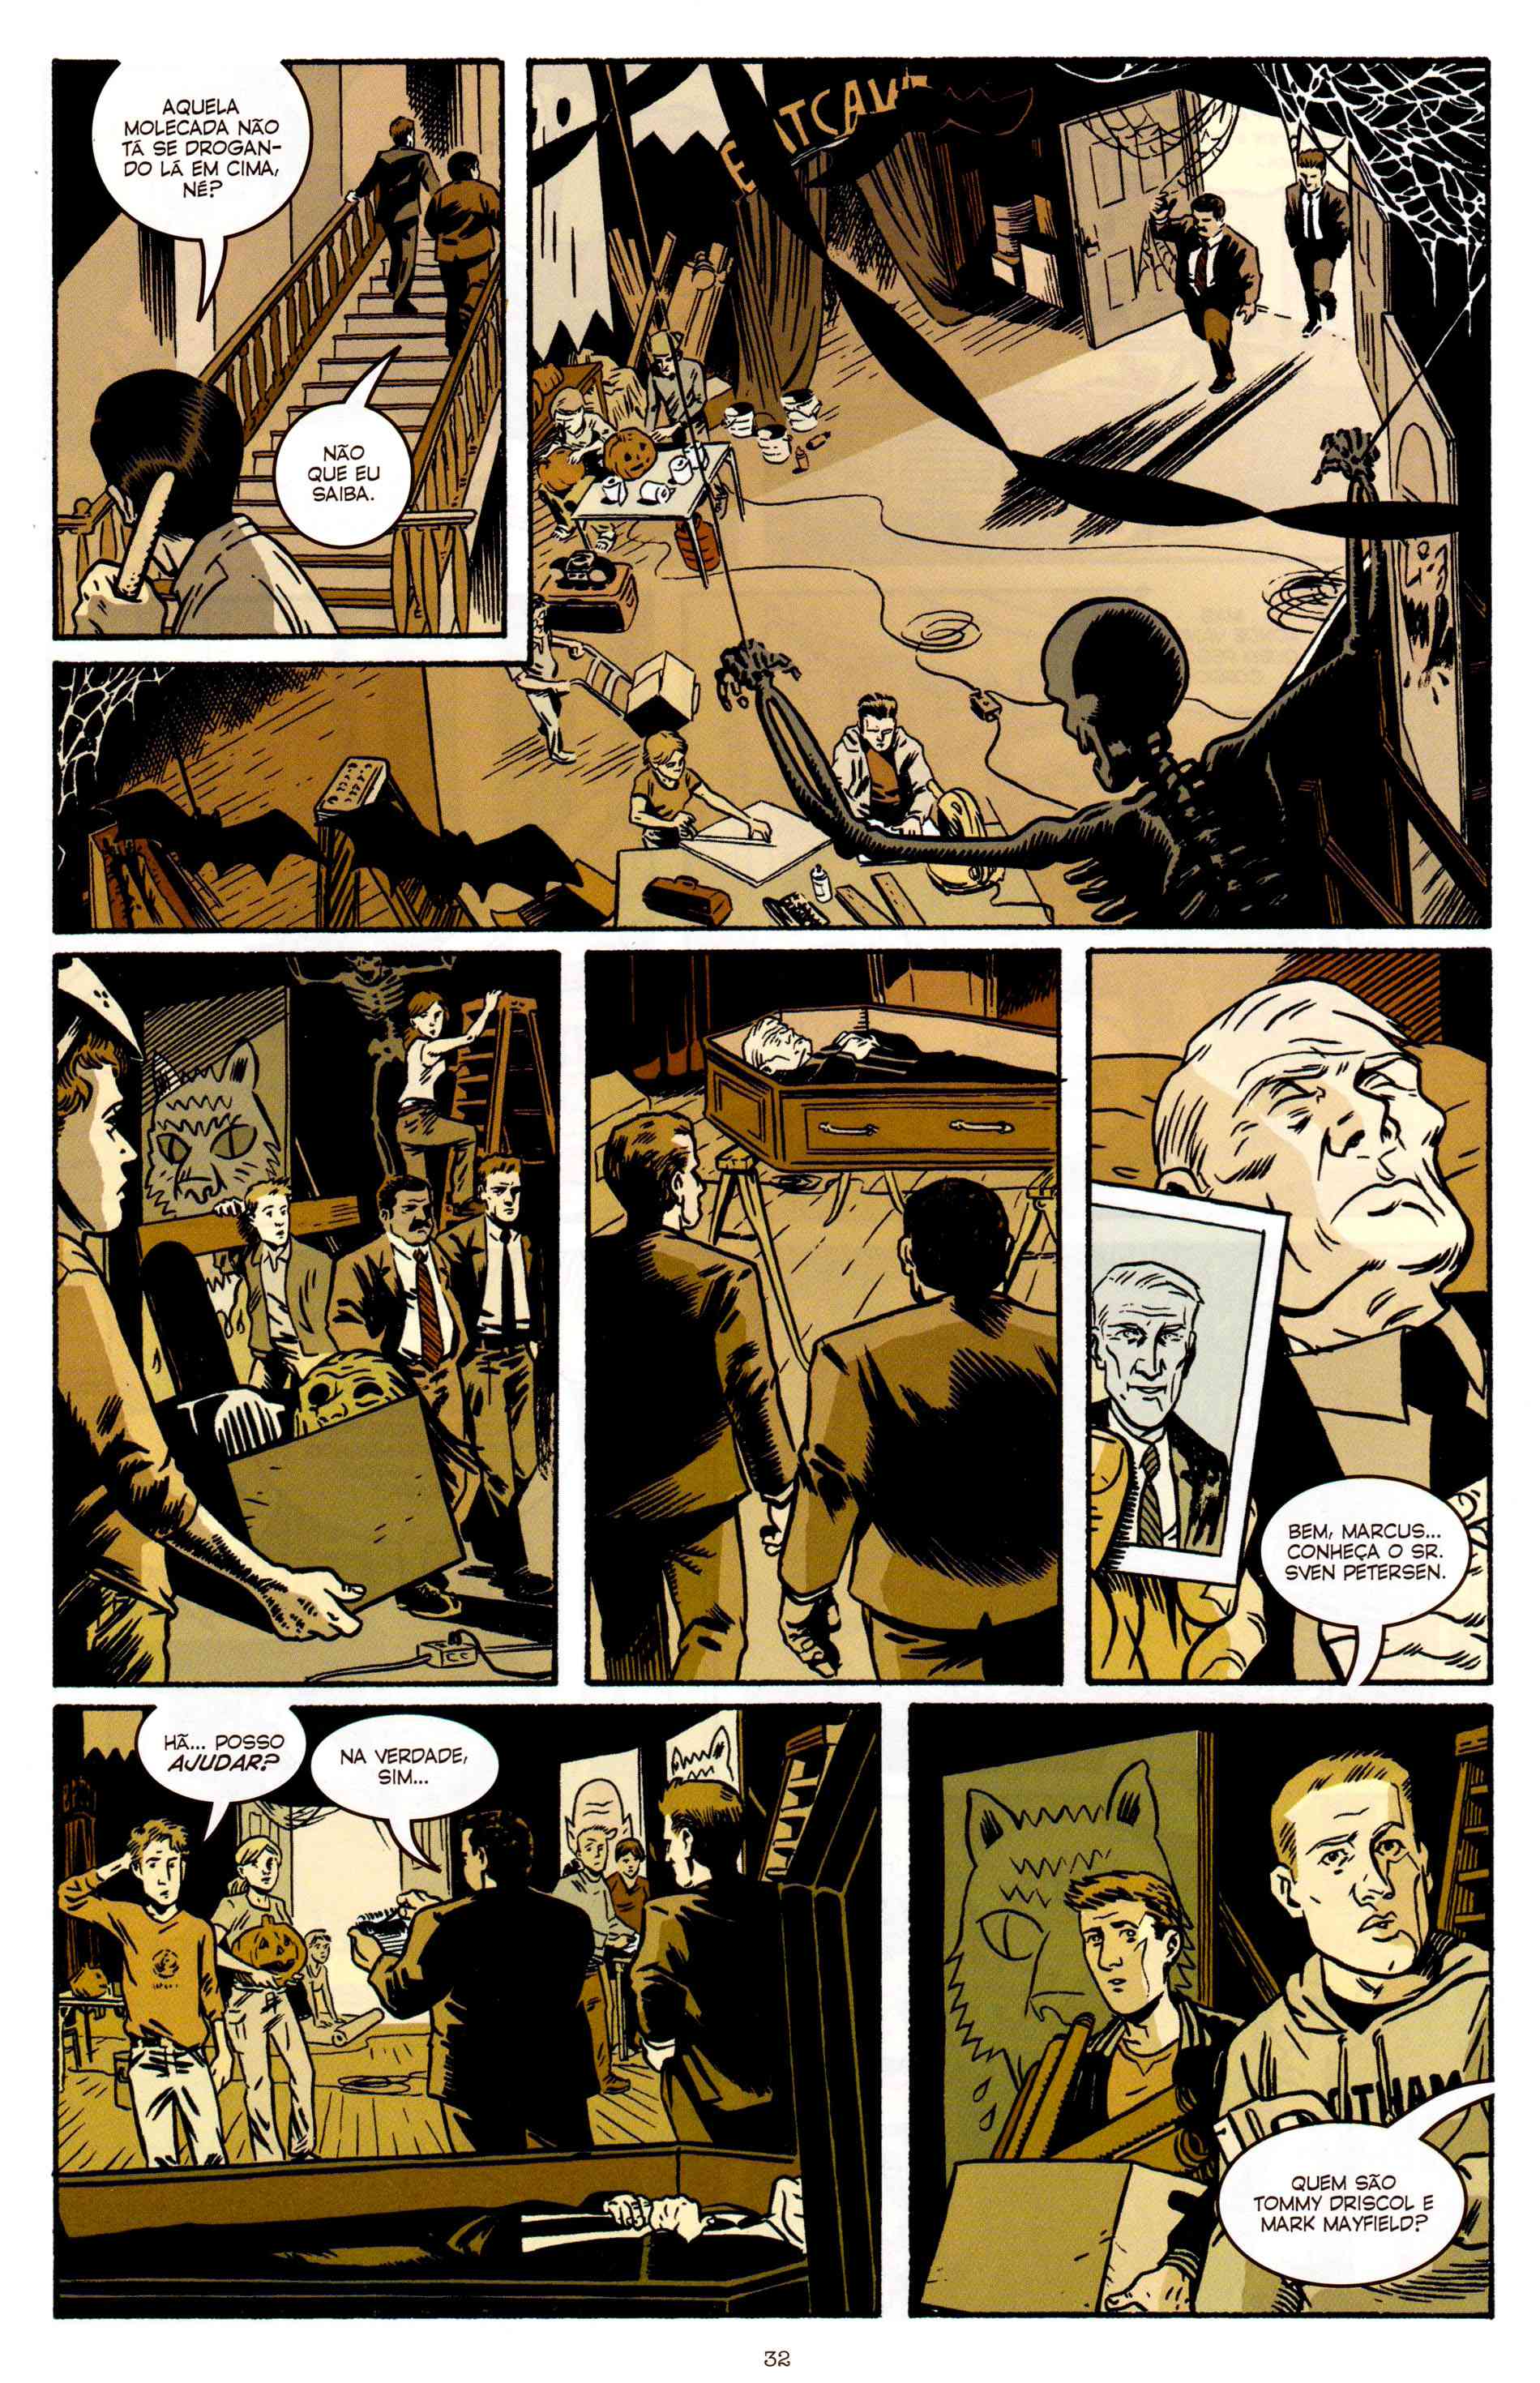 AQUELA
MOLECADA NÃO
TÁ SE DROGAN-
DO LÁ EM CIMA,
NÉ?
NÃO
QUE EU
SAIBA.
BEM, MARCUS...
CONHEÇA O SR.
SVEN PETERSEN.
HÃ... POSSO
AJUDAR?
NA VERDADE,
SIM...
QUEM SÃO
TOMMY DRISCOL E
MARK MAYFIELD?
32